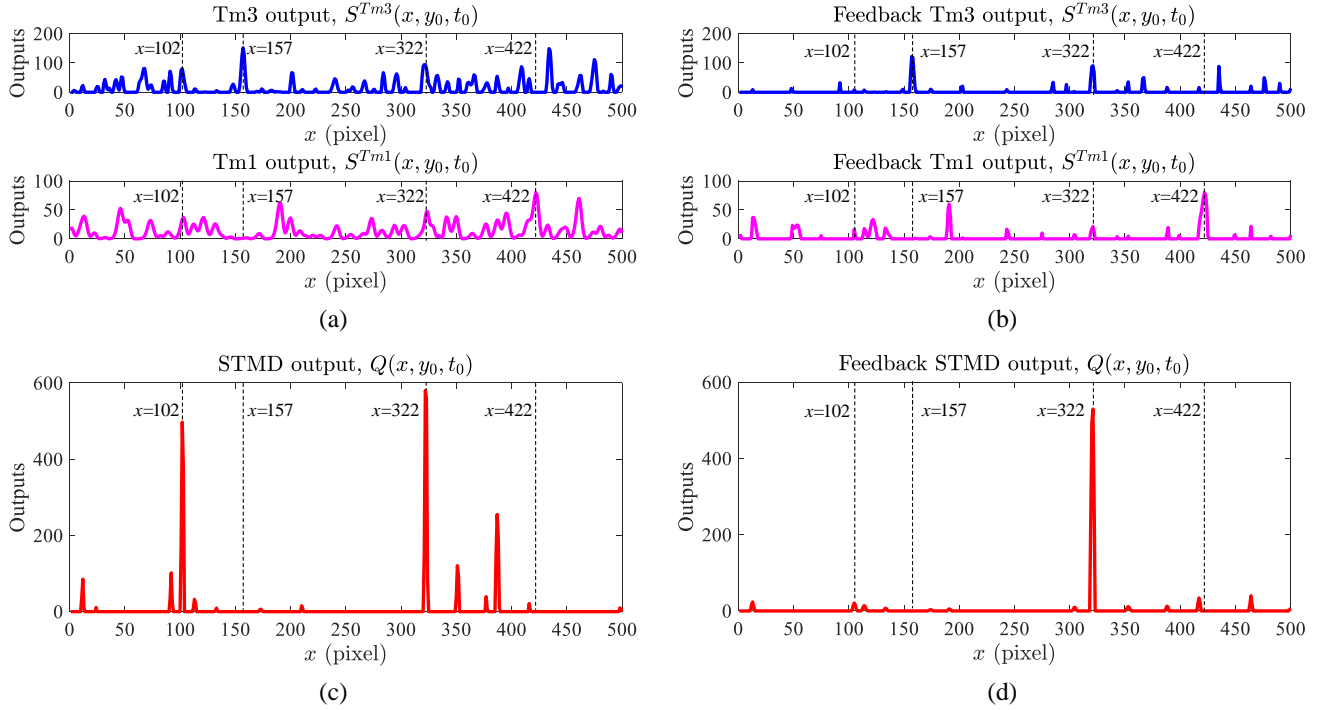 Tm3 output, S^{Tm3}(x, y_0, t_0)
Outputs
200
100
0
x=102
x=157
x=322
x=422
0 50 100 150 200 250 300 350 400 450 500
x (pixel)
Tm1 output, S^{Tm1}(x, y_0, t_0)
Outputs
100
50
0
x=102
x=157
x=322
x=422
0 50 100 150 200 250 300 350 400 450 500
x (pixel)
(a)
Feedback Tm3 output, S^{Tm3}(x, y_0, t_0)
Outputs
200
100
0
x=102
x=157
x=322
x=422
0 50 100 150 200 250 300 350 400 450 500
x (pixel)
Feedback Tm1 output, S^{Tm1}(x, y_0, t_0)
Outputs
100
50
0
x=102
x=157
x=322
x=422
0 50 100 150 200 250 300 350 400 450 500
x (pixel)
(b)
STMD output, Q(x, y_0, t_0)
Outputs
600
400
200
0
x=102
x=157
x=322
x=422
0 50 100 150 200 250 300 350 400 450 500
x (pixel)
(c)
Feedback STMD output, Q(x, y_0, t_0)
Outputs
600
400
200
0
x=102
x=157
x=322
x=422
0 50 100 150 200 250 300 350 400 450 500
x (pixel)
(d)